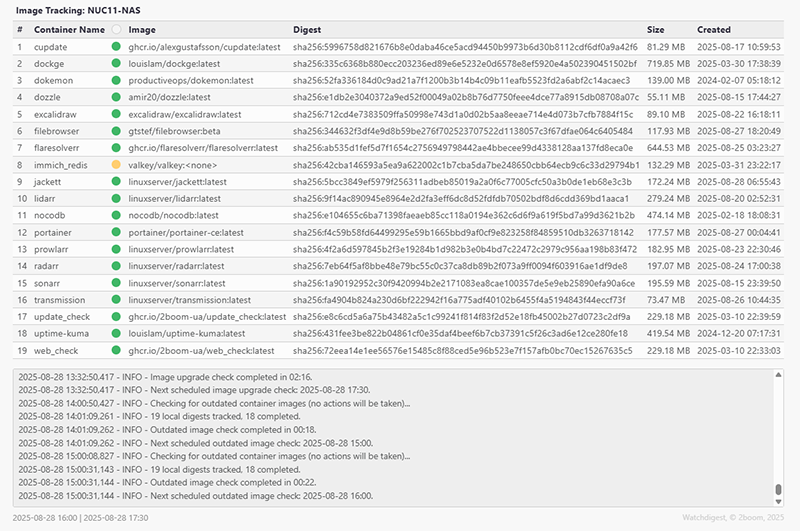 Image Tracking: NUC11-NAS
# Container Name Image Digest Size Created
1 cupdate ghcr.io/alexgustafsson/cupdate:latest sha256:5996758d821676b8e0daba46ce5acd94450b9973b6d30b8112cdf6df0a9a42f6 81.29 MB 2025-08-17 10:59:53
2 dockge louislam/dockge:latest sha256:335c6368b880ecc203236ed89e6e5232e0d6578e8ef5920e4a350390451502bf 719.85 MB 2025-03-30 17:38:39
3 dokemon productiveops/dokemon:latest sha256:52fa336184d0c9ad21a7f1200b3b14b4c09b11eafb5523fd2a6abf2c14acaec3 139.00 MB 2024-02-07 05:18:12
4 dozzle amir20/dozzle:latest sha256:e1db2e3040372a9ed52f00049a02b8b76d7750feee4dce77a8915db08708a07c 55.11 MB 2025-08-15 17:44:27
5 excalidraw excalidraw/excalidraw:latest sha256:712cd4e7383509ffa50998e743d1a0d02b5aa8eeae714e4d073b7cfb7884f15c 89.10 MB 2025-08-22 16:18:11
6 filebrowser gtstef/filebrowser:beta sha256:344632f3df4e9d8b59be276f702523707522d1138057c3f67dfae064c6405484 117.93 MB 2025-08-27 18:20:49
7 flaresolverr ghcr.io/flaresolverr/flaresolverr:latest sha256:ab535d1fef5d7f1654c2756949798442ae4bbecee99d4338128aa137fd8eca0e 644.53 MB 2025-08-25 03:23:27
8 immich_redis valkey/valkey:<none> sha256:42cba146593a5ea9a622002c1b7cba5da7be248650cbb64ecb9c6c33d29794b1 132.29 MB 2025-03-31 23:22:17
9 jackett linuxserver/jackett:latest sha256:5bcc3849ef5979f256311adbeb85019a2a0f6c77005cfc50a3b0de1eb68e3c3b 172.24 MB 2025-08-28 06:55:43
10 lidarr linuxserver/lidarr:latest sha256:9f14ac890945e8964e2d2fa3feff6dc8d52fdfdb70502bdf8d6cdd369bd1aaca1 279.24 MB 2025-08-20 02:52:31
11 nocodb nocodb/nocodb:latest sha256:e104655c6ba71398faeaeb85cc118a0194e362c6d6f9a619f5bd7a99d3621b2b 474.14 MB 2025-02-18 18:08:31
12 portainer portainer/portainer-ce:latest sha256:f4c59b58fd64499295e59b1665bbd9af0cf9e823258f84859510db3263718142 177.57 MB 2025-08-27 00:04:41
13 prowlarr linuxserver/prowlarr:latest sha256:4f2a6d597845b2f3e19284b1d982b3e0b4bd7c22472c2979c956aa198b83f472 182.95 MB 2025-08-23 22:30:46
14 radarr linuxserver/radarr:latest sha256:7eb64f5af8bbe48e79bc55c0c37ca8db89b2f073a9ff0094f603916ae1df9de8 197.07 MB 2025-08-24 17:00:38
15 sonarr linuxserver/sonarr:latest sha256:1a90192952c30f9420994b2e2171083ea8cae100357de5e9eb25890efa90a6ce 195.59 MB 2025-08-15 23:39:50
16 transmission linuxserver/transmission:latest sha256:fa4904b824a230d6bf222942f16a775adf40102b6455f4a5194843f44eccf73f 73.47 MB 2025-08-26 10:44:35
17 update_check ghcr.io/2boom-ua/update_check:latest sha256:e8c6cd5a6a75b43482a5c1c99241f814f83f2d52e18fb45002b27d0723c2df9a 229.18 MB 2025-03-10 22:39:59
18 uptime-kuma louislam/uptime-kuma:latest sha256:431fee3be822b04861cf0e35daf4beef6b7cb37391c5f26c3ad6e12ce280fe18 419.54 MB 2024-12-20 07:17:31
19 web_check ghcr.io/2boom-ua/web_check:latest sha256:72eea14e1ee56576e15485c8f88ced5e96b523e7f157afb0bc70ec15267635c5 229.18 MB 2025-03-10 22:33:03
2025-08-28 13:32:50,417 - INFO - Image upgrade check completed in 02:16.
2025-08-28 13:32:50,417 - INFO - Next scheduled image upgrade check: 2025-08-28 17:30.
2025-08-28 14:00:50,427 - INFO - Checking for outdated container images (no actions will be taken)...
2025-08-28 14:01:09,261 - INFO - 19 local digests tracked, 18 completed.
2025-08-28 14:01:09,262 - INFO - Outdated image check completed in 00:18.
2025-08-28 14:01:09,262 - INFO - Next scheduled outdated image check: 2025-08-28 15:00.
2025-08-28 15:00:08,827 - INFO - Checking for outdated container images (no actions will be taken)...
2025-08-28 15:00:31,143 - INFO - 19 local digests tracked, 18 completed.
2025-08-28 15:00:31,144 - INFO - Outdated image check completed in 00:22.
2025-08-28 15:00:31,144 - INFO - Next scheduled outdated image check: 2025-08-28 16:00.
2025-08-28 16:00 | 2025-08-28 17:30
Watchdigest, © 2boom, 2025